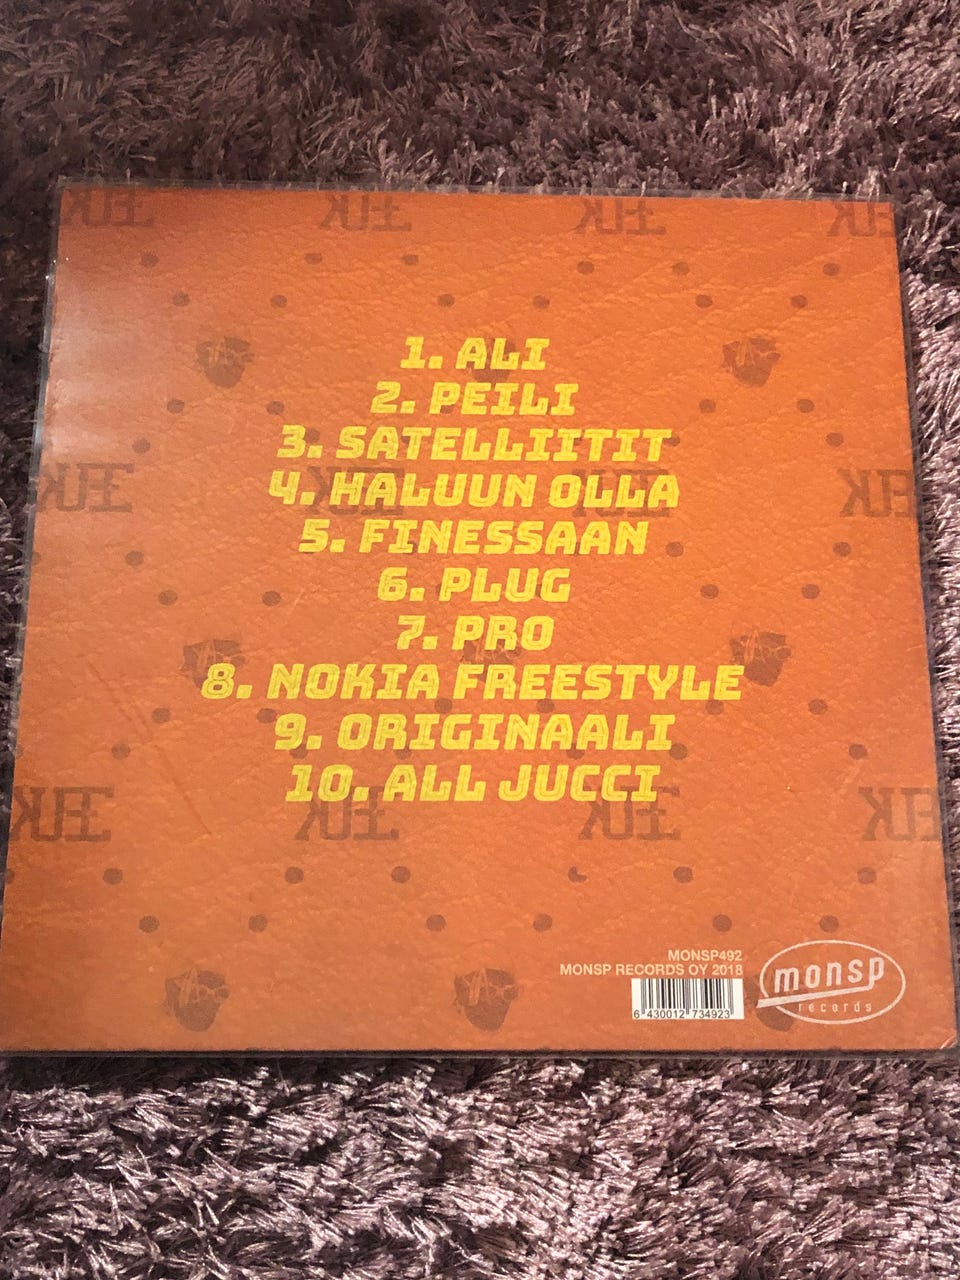 1. ALI
2. PEILI
3. SATELLIITIT
4. HALUUN OLLA
5. FINESSAAN
6. PLUG
7. PRO
8. NOKIA FREESTYLE
9. ORIGINAALI
10. ALL JUCCI
MONSP492
MONSP RECORDS OY 2018
6 430012 734923
monsp
records